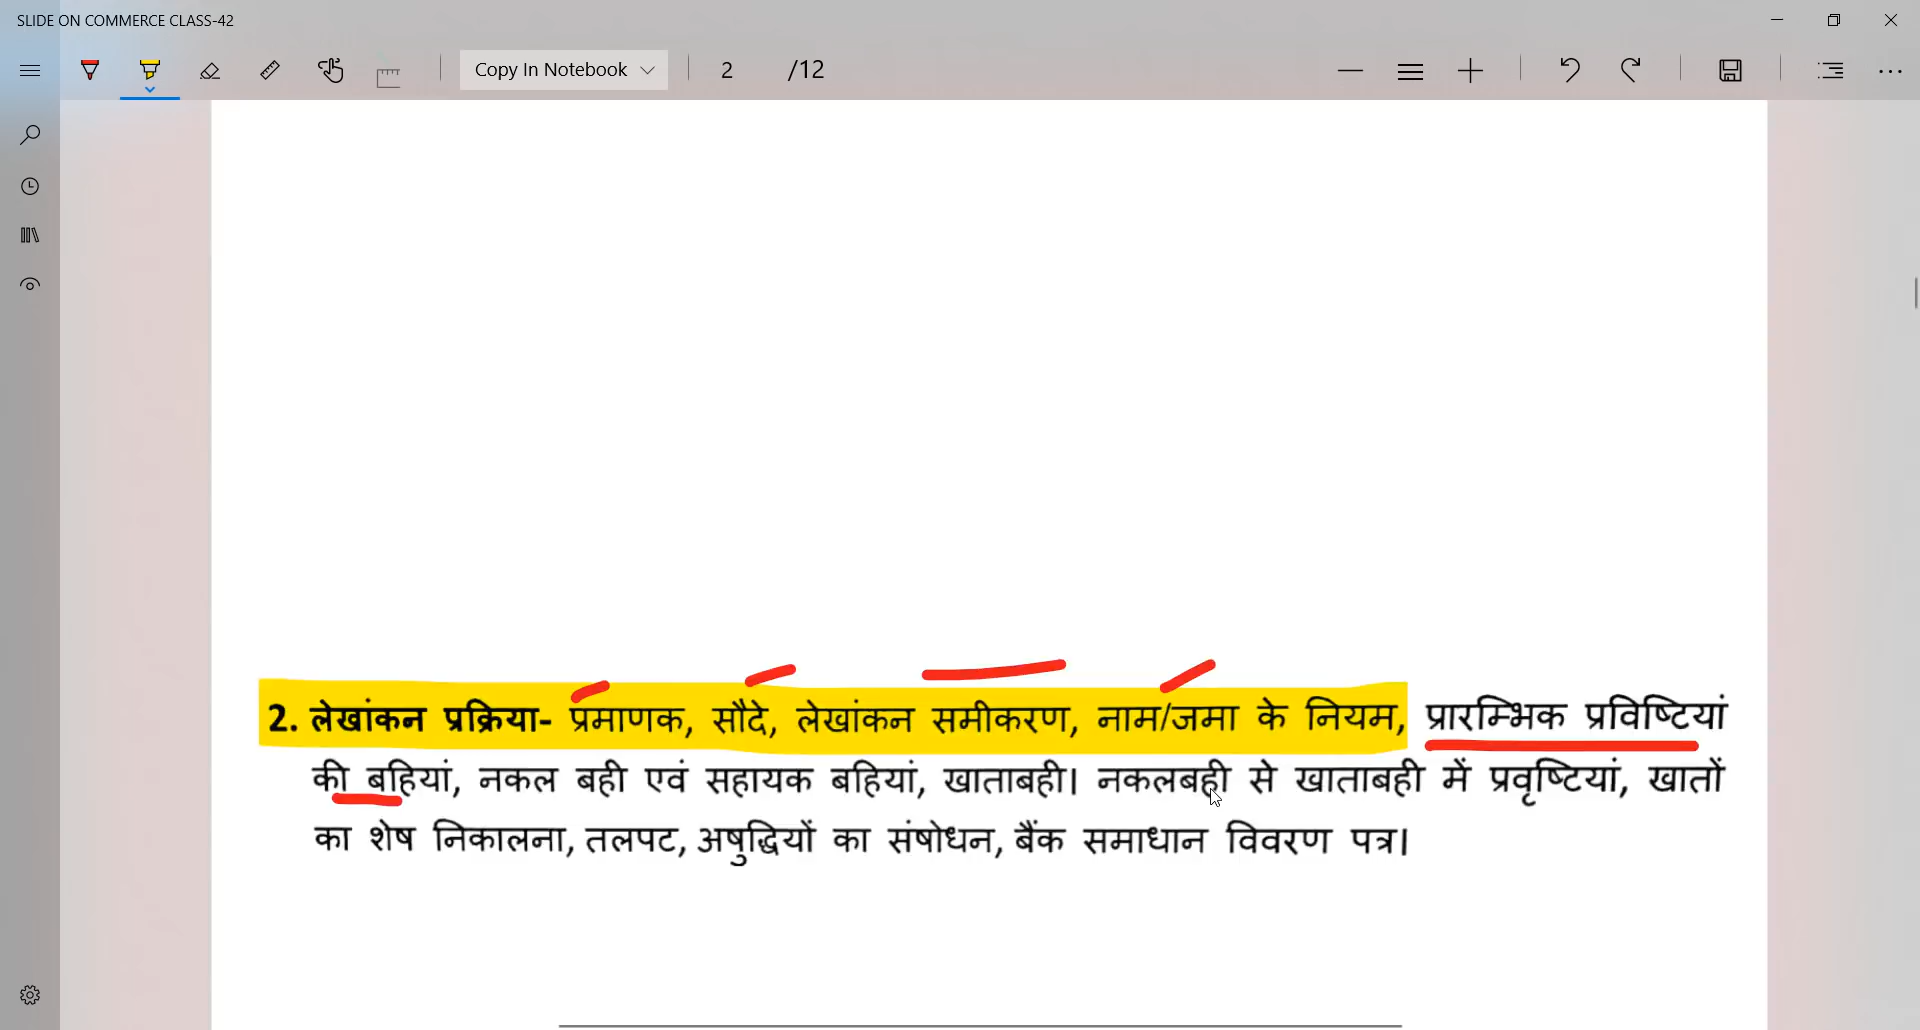 SLIDE ON COMMERCE CLASS-42
Copy In Notebook 2 /12
2. लेखांकन प्रक्रिया- प्रमाणक, सौदे, लेखांकन समीकरण, नाम/जमा के नियम, प्रारम्भिक प्रविष्टियां
की बहियां, नकल बही एवं सहायक बहियां, खाताबही। नकलबही से खाताबही में प्रवृष्टियां, खातों
का शेष निकालना, तलपट, अषुद्धियों का संषोधन, बैंक समाधान विवरण पत्र।